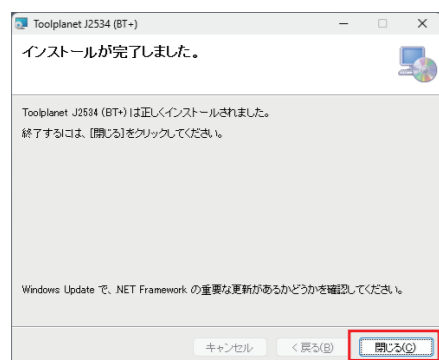 Toolplanet J2534 (BT+)
インストールが完了しました。
Toolplanet J2534 (BT+) は正しくインストールされました。
終了するには、[閉じる]をクリックしてください。
Windows Update で、.NET Framework の重要な更新があるかどうかを確認してください。
キャンセル < 戻る(B) 閉じる(C)